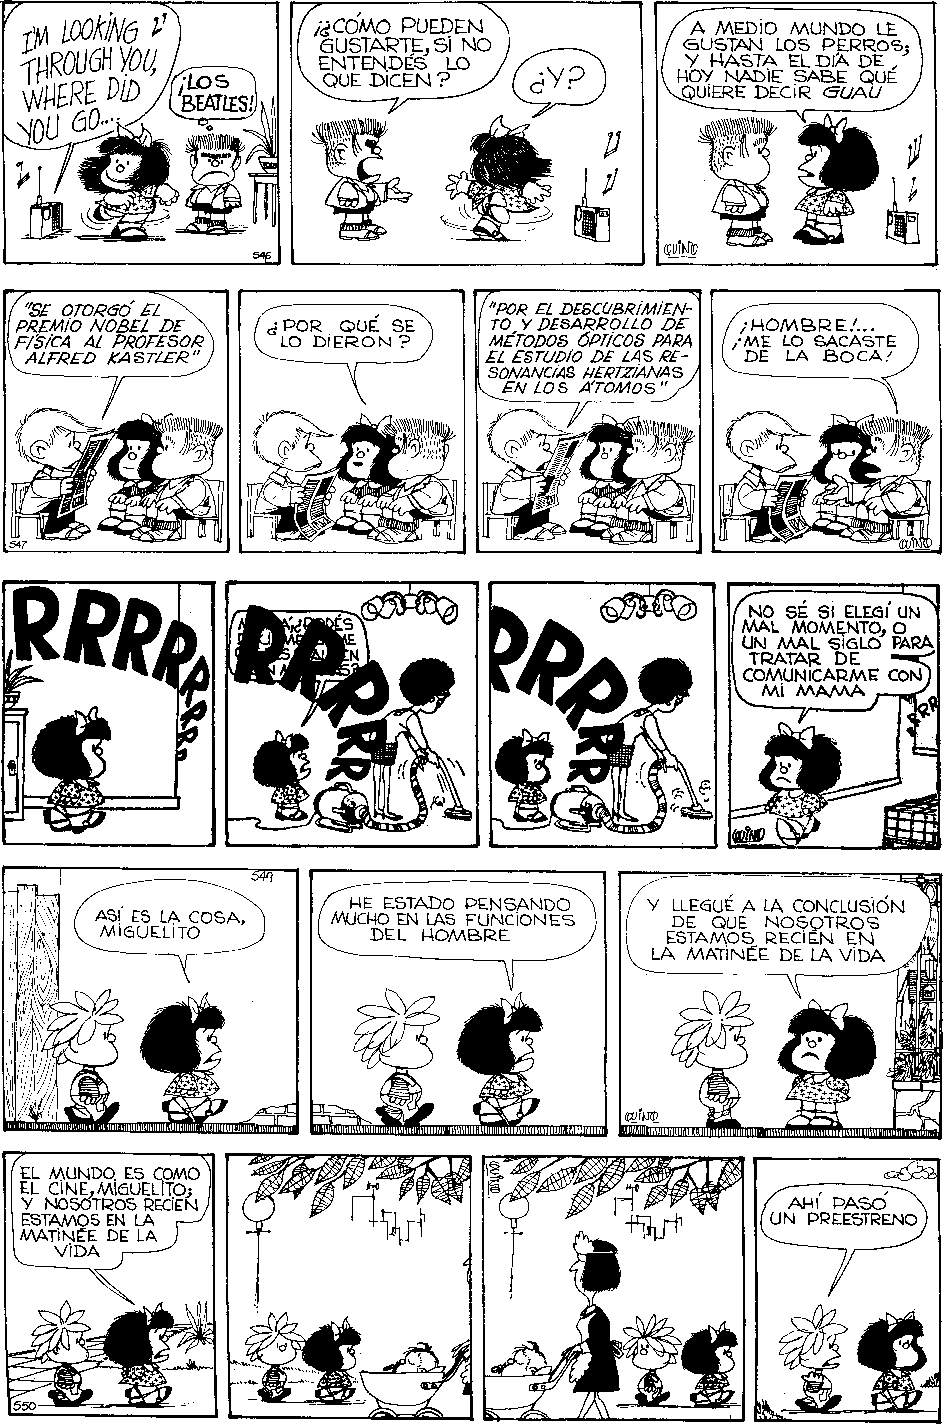 I'M LOOKING
THROUGH YOU,
WHERE DID
YOU GO...
¡LOS
BEATLES!
546
¡¿CÓMO PUEDEN
GUSTARTE, SI NO
ENTENDÉS LO
QUE DICEN?
¿Y?
A MEDIO MUNDO LE
GUSTAN LOS PERROS;
Y HASTA EL DÍA DE
HOY NADIE SABE QUÉ
QUIERE DECIR GUAU
QUINO
"SE OTORGÓ EL
PREMIO NOBEL DE
FÍSICA AL PROFESOR
ALFRED KASTLER"
547
¿POR QUÉ SE
LO DIERON?
"POR EL DESCUBRIMIEN-
TO Y DESARROLLO DE
MÉTODOS ÓPTICOS PARA
EL ESTUDIO DE LAS RE-
SONANCIAS HERTZIANAS
EN LOS ÁTOMOS"
¡HOMBRE!...
¡ME LO SACASTE
DE LA BOCA!
QUINO
RRRRRRRRR
RRRRRR
RRRRRR
NO SÉ SI ELEGÍ UN
MAL MOMENTO, O
UN MAL SIGLO PARA
TRATAR DE
COMUNICARME CON
MI MAMA
RRR
QUINO
549
ASÍ ES LA COSA,
MIGUELITO
HE ESTADO PENSANDO
MUCHO EN LAS FUNCIONES
DEL HOMBRE
Y LLEGUÉ A LA CONCLUSIÓN
DE QUE NOSOTROS
ESTAMOS RECIÉN EN
LA MATINÉE DE LA VIDA
QUINO
EL MUNDO ES COMO
EL CINE, MIGUELITO;
Y NOSOTROS RECIÉN
ESTAMOS EN LA
MATINÉE DE LA
VIDA
550
QUINO
AHÍ PASÓ
UN PREESTRENO